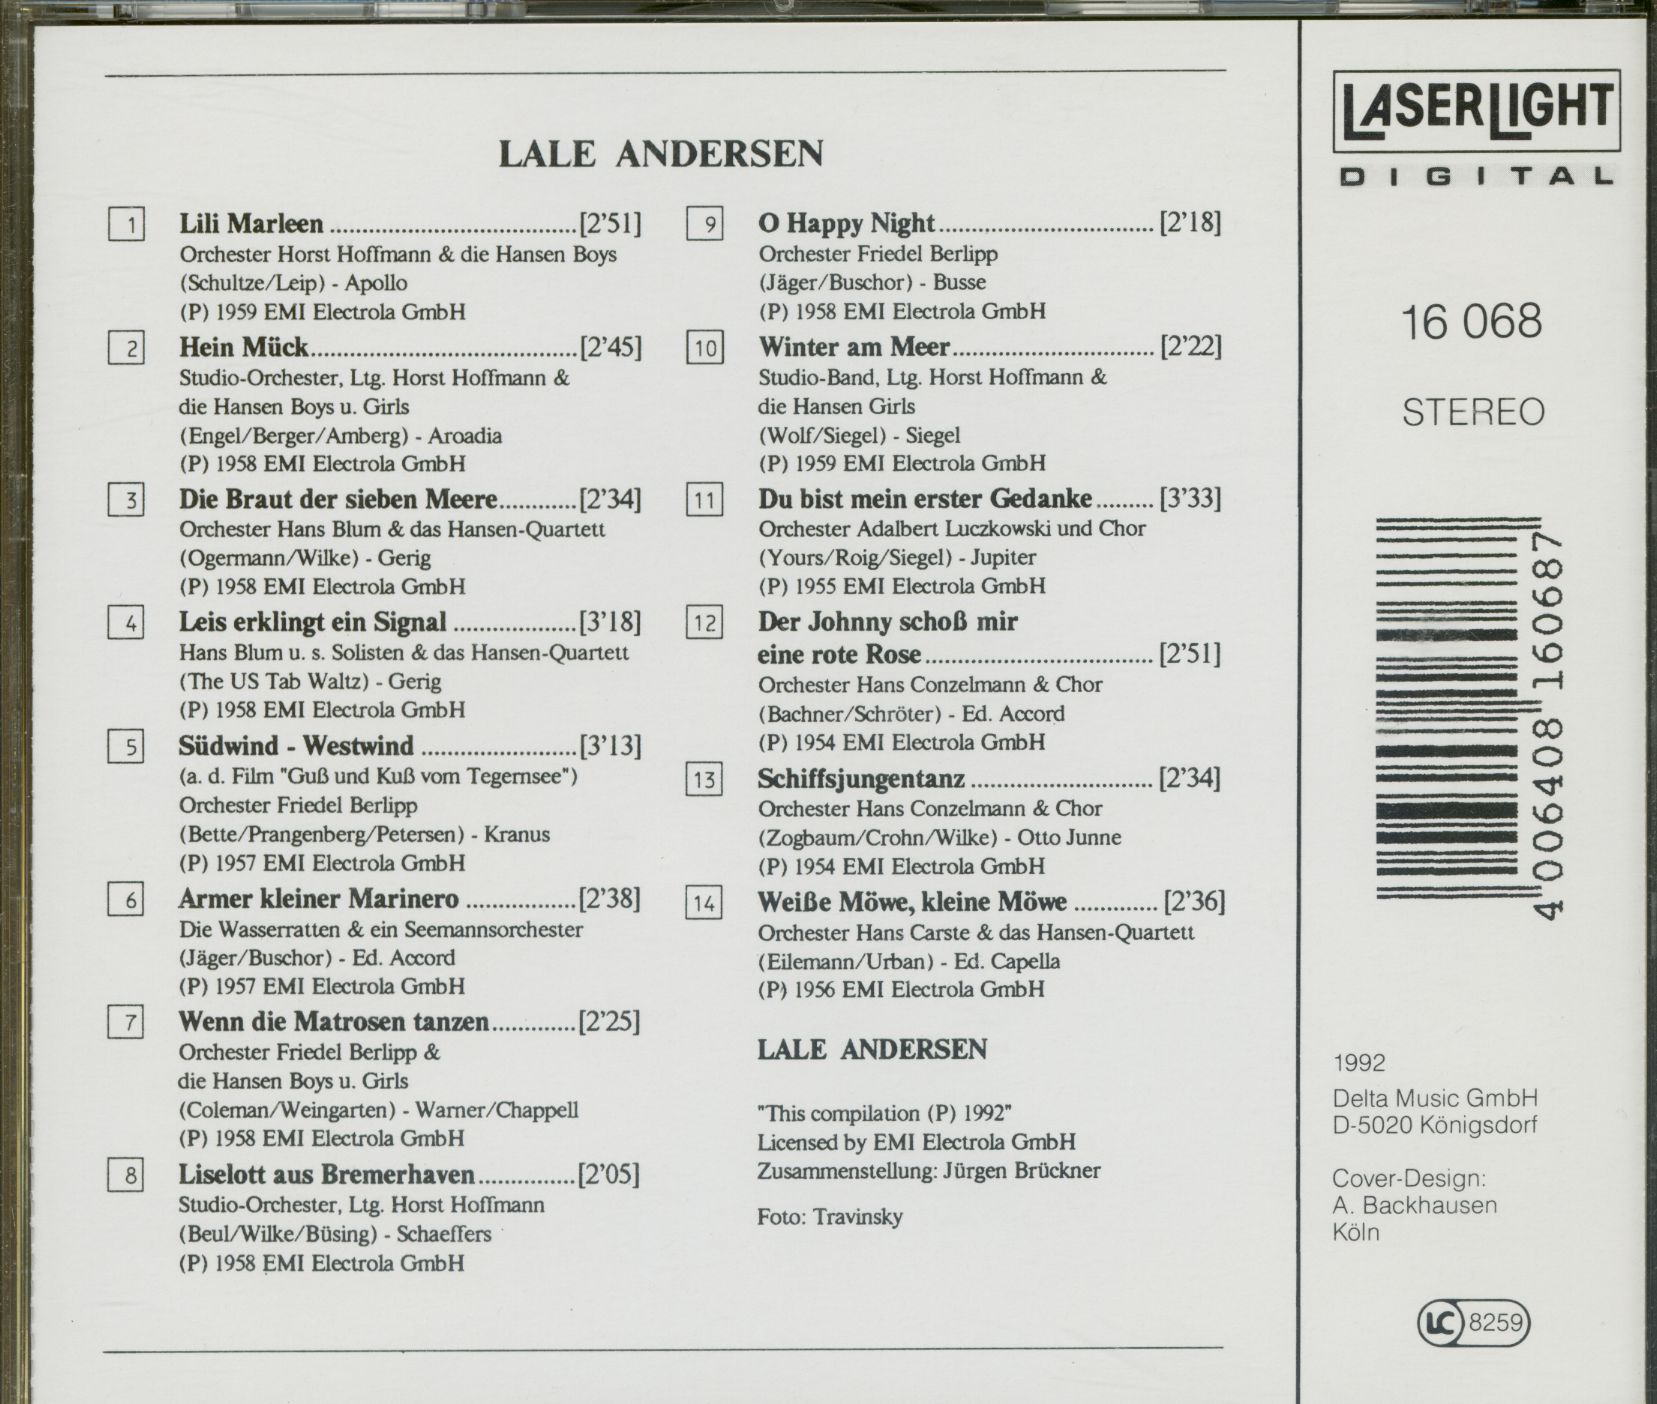 LALE ANDERSEN
1 Lili Marleen ..................................... [2'51]
Orchester Horst Hoffmann & die Hansen Boys
(Schultze/Leip) - Apollo
(P) 1959 EMI Electrola GmbH
2 Hein Mück........................................ [2'45]
Studio-Orchester, Ltg. Horst Hoffmann &
die Hansen Boys u. Girls
(Engel/Berger/Amberg) - Aroadia
(P) 1958 EMI Electrola GmbH
3 Die Braut der sieben Meere............ [2'34]
Orchester Hans Blum & das Hansen-Quartett
(Ogermann/Wilke) - Gerig
(P) 1958 EMI Electrola GmbH
4 Leis erklingt ein Signal ................... [3'18]
Hans Blum u. s. Solisten & das Hansen-Quartett
(The US Tab Waltz) - Gerig
(P) 1958 EMI Electrola GmbH
5 Südwind - Westwind ........................ [3'13]
(a. d. Film "Guß und Kuß vom Tegernsee")
Orchester Friedel Berlipp
(Bette/Prangenberg/Petersen) - Kranus
(P) 1957 EMI Electrola GmbH
6 Armer kleiner Marinero ................. [2'38]
Die Wasserratten & ein Seemannsorchester
(Jäger/Buschor) - Ed. Accord
(P) 1957 EMI Electrola GmbH
7 Wenn die Matrosen tanzen............. [2'25]
Orchester Friedel Berlipp &
die Hansen Boys u. Girls
(Coleman/Weingarten) - Warner/Chappell
(P) 1958 EMI Electrola GmbH
8 Liselott aus Bremerhaven............... [2'05]
Studio-Orchester, Ltg. Horst Hoffmann
(Beul/Wilke/Büsing) - Schaeffers
(P) 1958 EMI Electrola GmbH
9 O Happy Night................................. [2'18]
Orchester Friedel Berlipp
(Jäger/Buschor) - Busse
(P) 1958 EMI Electrola GmbH
10 Winter am Meer............................... [2'22]
Studio-Band, Ltg. Horst Hoffmann &
die Hansen Girls
(Wolf/Siegel) - Siegel
(P) 1959 EMI Electrola GmbH
11 Du bist mein erster Gedanke ......... [3'33]
Orchester Adalbert Luczkowski und Chor
(Yours/Roig/Siegel) - Jupiter
(P) 1955 EMI Electrola GmbH
12 Der Johnny schoß mir
eine rote Rose................................... [2'51]
Orchester Hans Conzelmann & Chor
(Bachner/Schröter) - Ed. Accord
(P) 1954 EMI Electrola GmbH
13 Schiffsjungentanz ............................ [2'34]
Orchester Hans Conzelmann & Chor
(Zogbaum/Crohn/Wilke) - Otto Junne
(P) 1954 EMI Electrola GmbH
14 Weiße Möwe, kleine Möwe ............. [2'36]
Orchester Hans Carste & das Hansen-Quartett
(Eilemann/Urban) - Ed. Capella
(P) 1956 EMI Electrola GmbH
LALE ANDERSEN
"This compilation (P) 1992"
Licensed by EMI Electrola GmbH
Zusammenstellung: Jürgen Brückner
Foto: Travinsky
LASERLIGHT
DIGITAL
16 068
STEREO
4 006408 160687
1992
Delta Music GmbH
D-5020 Königsdorf
Cover-Design:
A. Backhausen
Köln
LC 8259